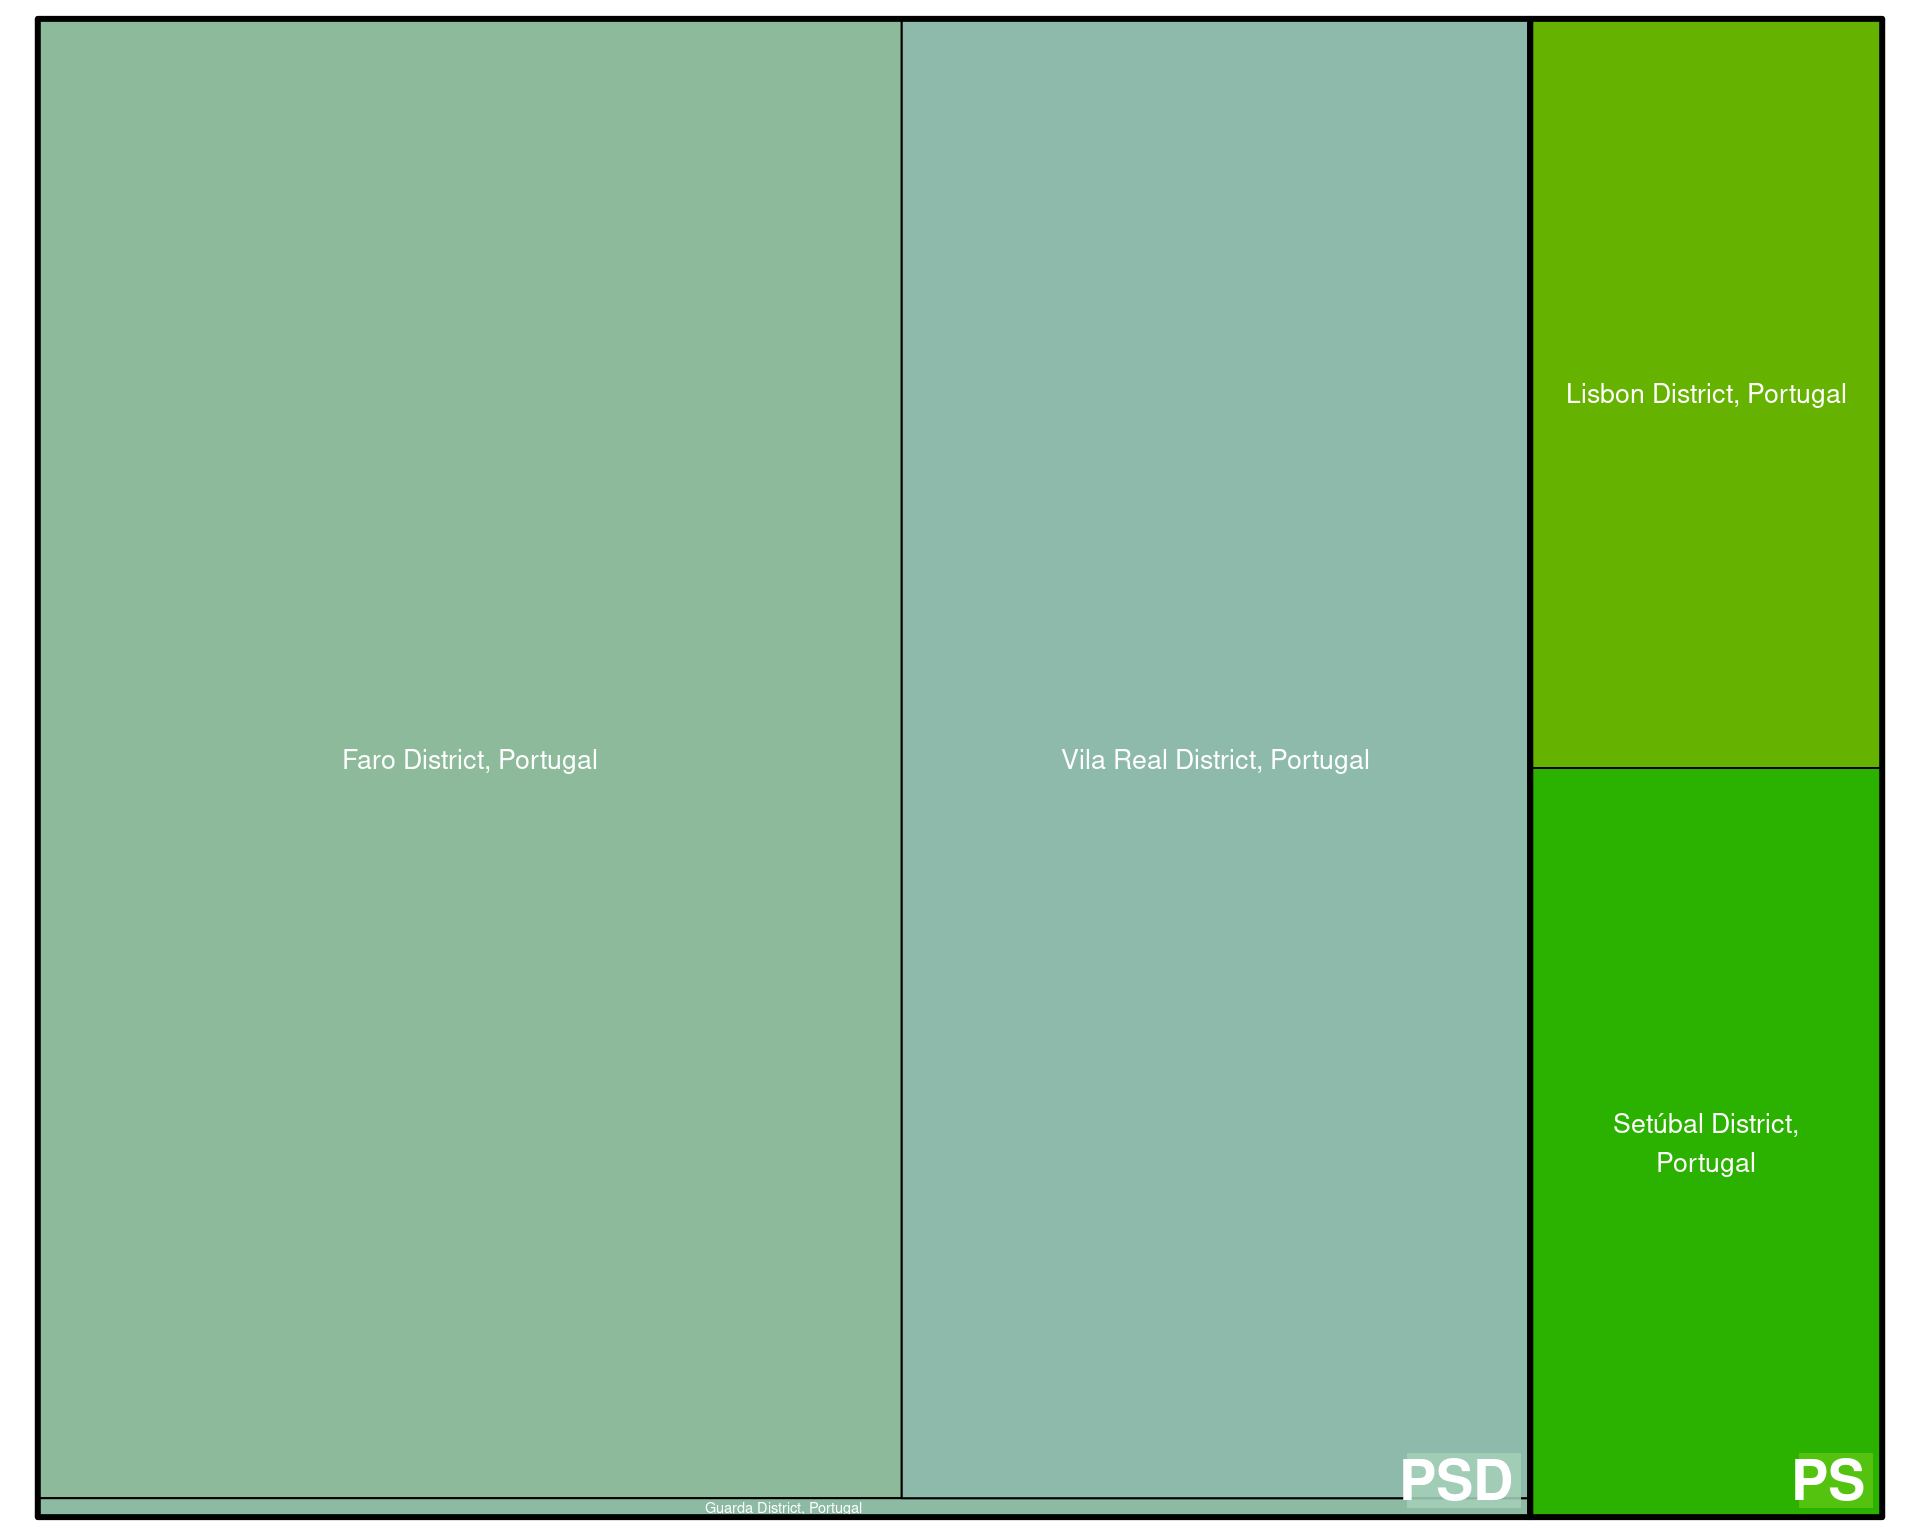 Faro District, Portugal
Vila Real District, Portugal
Lisbon District, Portugal
Setúbal District,
Portugal
Guarda District, Portugal
PSD
PS